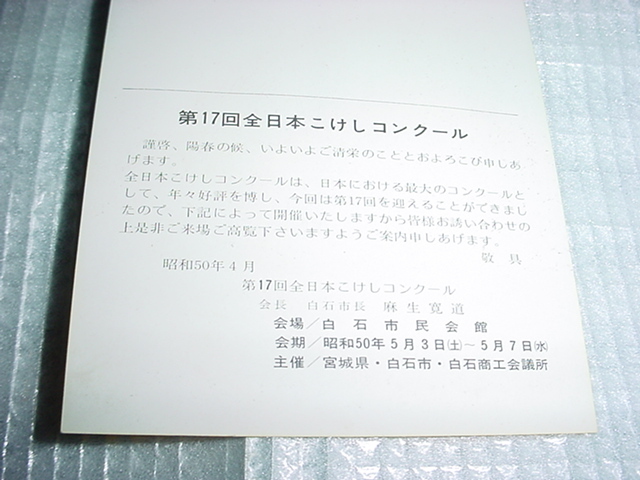 第17回全日本こけしコンクール
謹啓、陽春の候、いよいよご清栄のこととおよろこび申しあ
げます。
全日本こけしコンクールは、日本における最大のコンクールと
して、年々好評を博し、今回は第17回を迎えることができまし
たので、下記によって開催いたしますから皆様お誘い合わせの
上是非ご来場ご高覧下さいますようご案内申しあげます。
敬具
昭和50年4月
第17回全日本こけしコンクール
会長 白石市長 麻生寛道
会場／白石市民会館
会期／昭和50年5月3日㈯〜5月7日㈬
主催／宮城県・白石市・白石商工会議所